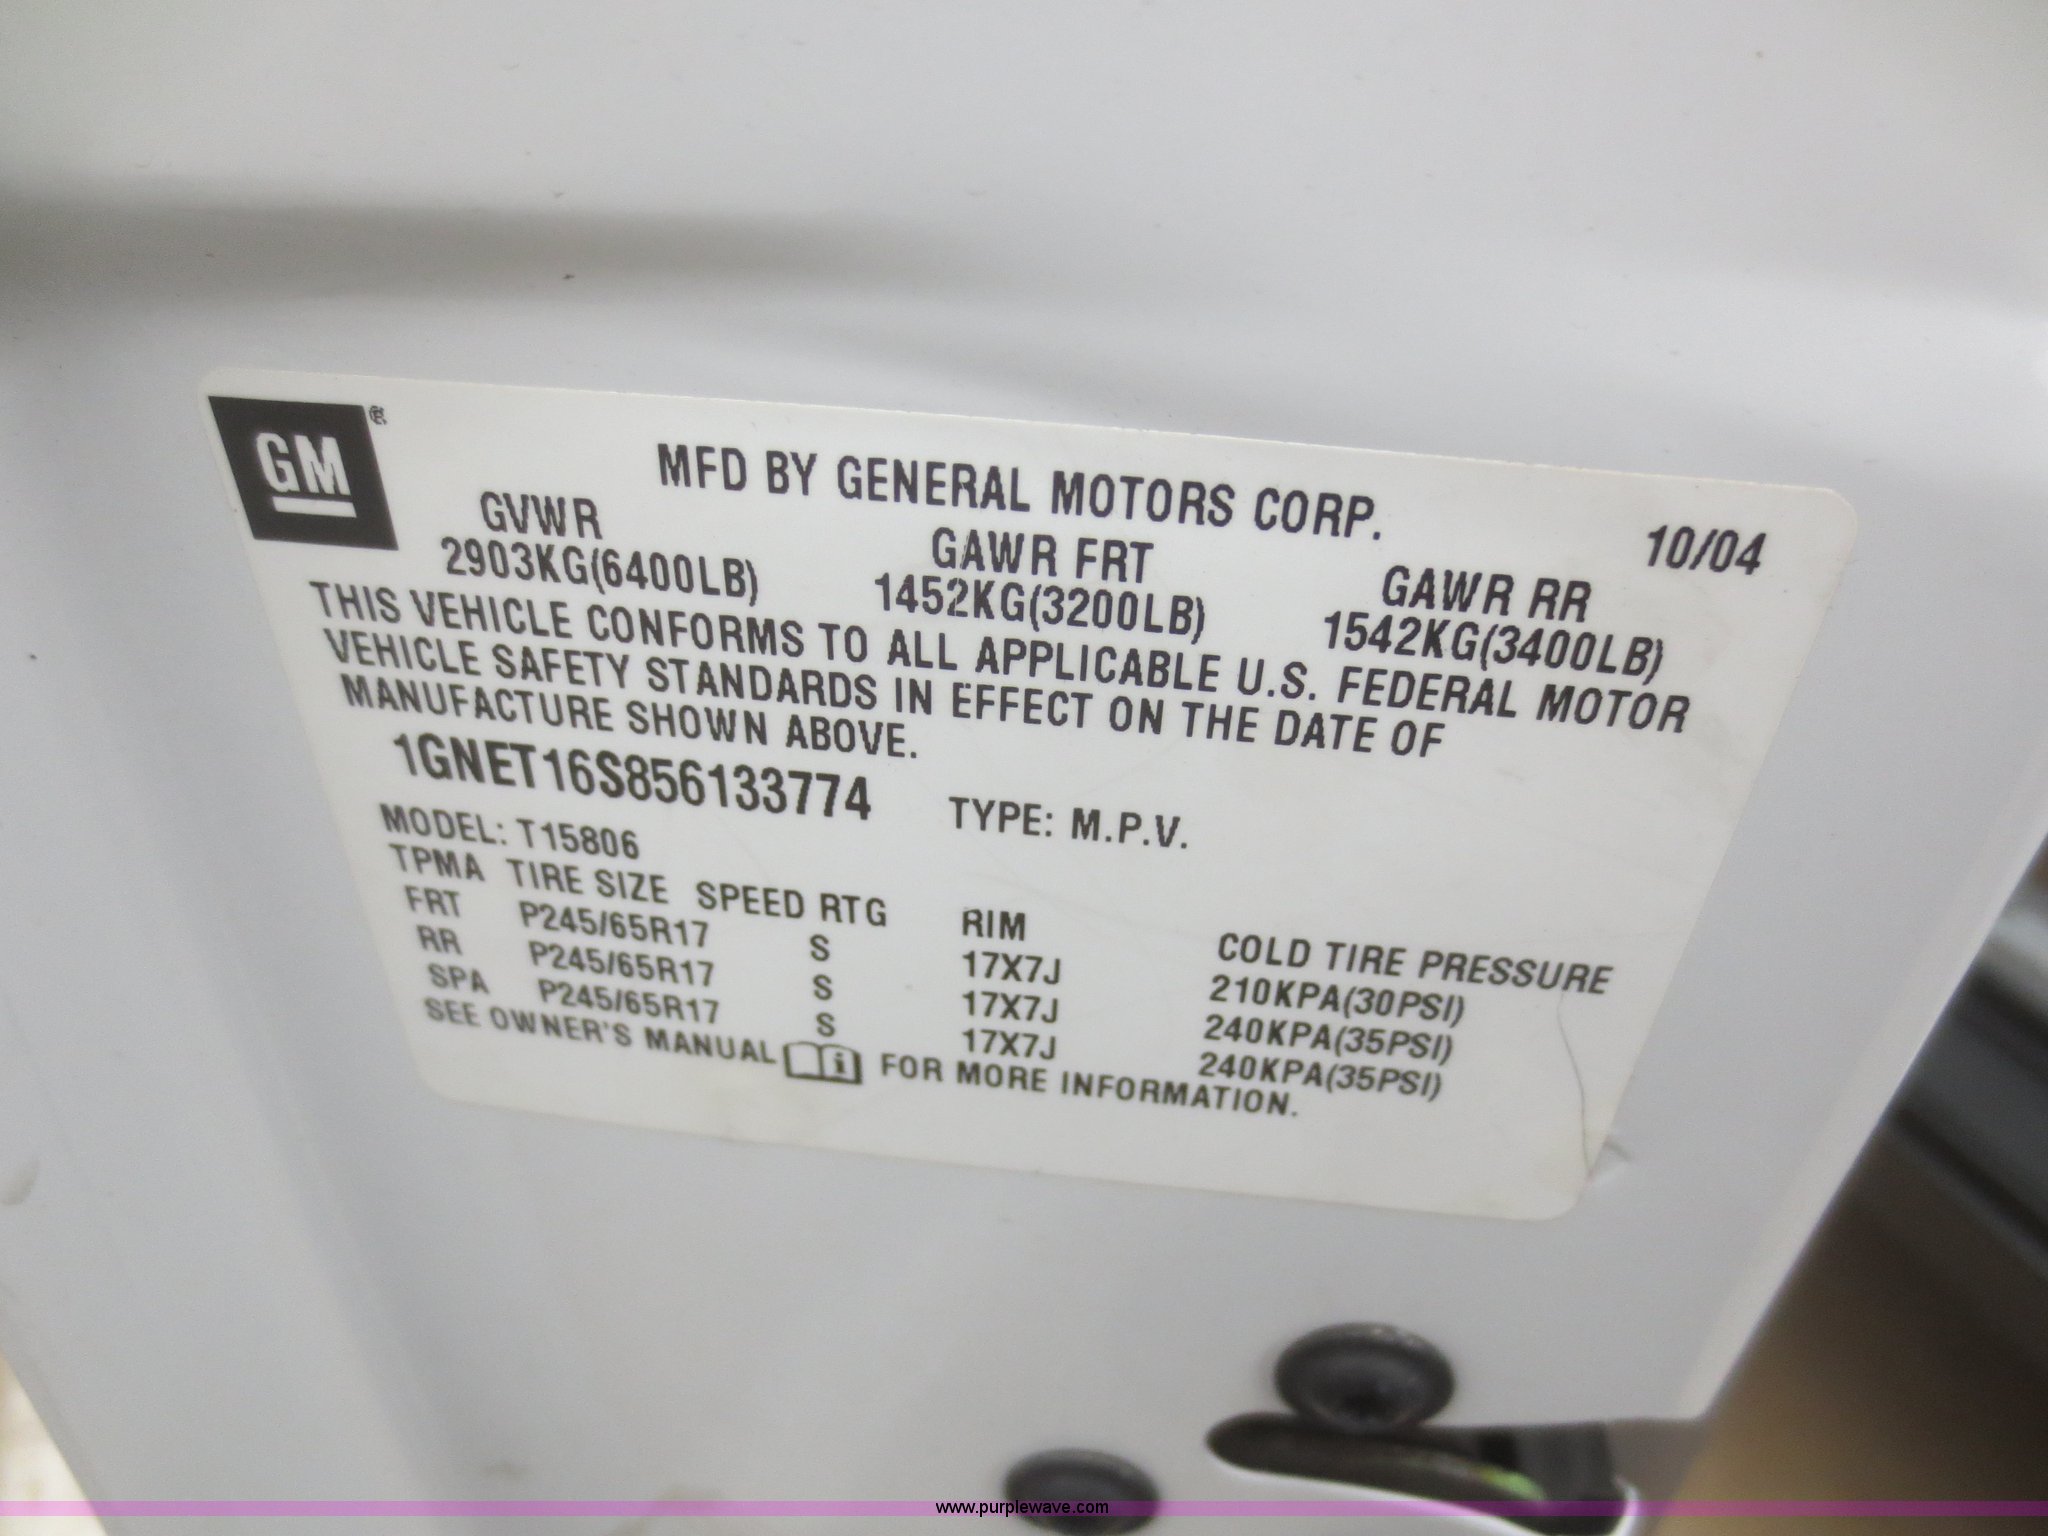 GM ®
MFD BY GENERAL MOTORS CORP.
10/04
GVWR
GAWR FRT
GAWR RR
2903KG(6400LB)
1452KG(3200LB)
1542KG(3400LB)
THIS VEHICLE CONFORMS TO ALL APPLICABLE U.S. FEDERAL MOTOR
VEHICLE SAFETY STANDARDS IN EFFECT ON THE DATE OF
MANUFACTURE SHOWN ABOVE.
1GNET16S856133774 TYPE: M.P.V.
MODEL: T15806
TPMA TIRE SIZE SPEED RTG RIM COLD TIRE PRESSURE
FRT P245/65R17 S 17X7J 210KPA(30PSI)
RR P245/65R17 S 17X7J 240KPA(35PSI)
SPA P245/65R17 S 17X7J 240KPA(35PSI)
SEE OWNER'S MANUAL i FOR MORE INFORMATION.
www.purplewave.com